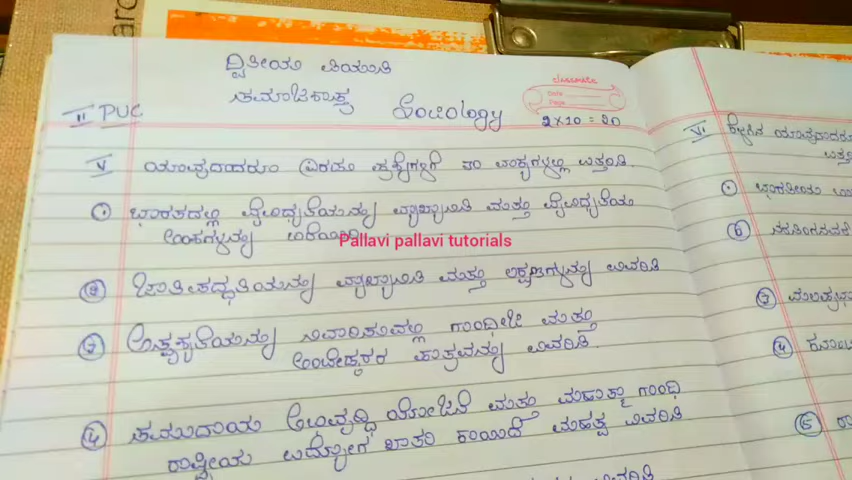 ದ್ವಿತೀಯ ಪಿಯುಸಿ
ಸಮಾಜಶಾಸ್ತ್ರ Sociology
II PUC
2 × 10 = 20
V ಯಾವುದಾದರೂ ಎರಡು ಪ್ರಶ್ನೆಗಳಿಗೆ ೨೦ ವಾಕ್ಯಗಳಲ್ಲಿ ಉತ್ತರಿಸಿ.
① ಭಾರತದಲ್ಲಿ ವೈವಿಧ್ಯತೆಯನ್ನು ವ್ಯಾಖ್ಯಾನಿಸಿ ಮತ್ತು ವೈವಿಧ್ಯತೆಯ
ಅಂಶಗಳನ್ನು
Pallavi pallavi tutorials
② ಜಾತಿಪದ್ಧತಿಯನ್ನು ವ್ಯಾಖ್ಯಾನಿಸಿ ಮತ್ತು ಲಕ್ಷಣಗಳನ್ನು ವಿವರಿಸಿ
③ ಅಸ್ಪೃಶ್ಯತೆಯನ್ನು ನಿವಾರಿಸುವಲ್ಲಿ ಗಾಂಧೀಜಿ ಮತ್ತು
ಅಂಬೇಡ್ಕರರ ಪಾತ್ರವನ್ನು ವಿವರಿಸಿ.
④ ಸಮುದಾಯ ಅಭಿವೃದ್ಧಿ ಯೋಜನೆ ಮತ್ತು ಮಹಾತ್ಮಾ ಗಾಂಧಿ
ರಾಷ್ಟ್ರೀಯ ಉದ್ಯೋಗ ಖಾತರಿ ಕಾಯಿದೆ ಮಹತ್ವ ವಿವರಿಸಿ
ವಿವರಿಸಿ
VI ಕೆಳಗಿನ
①
②
③
④
⑤